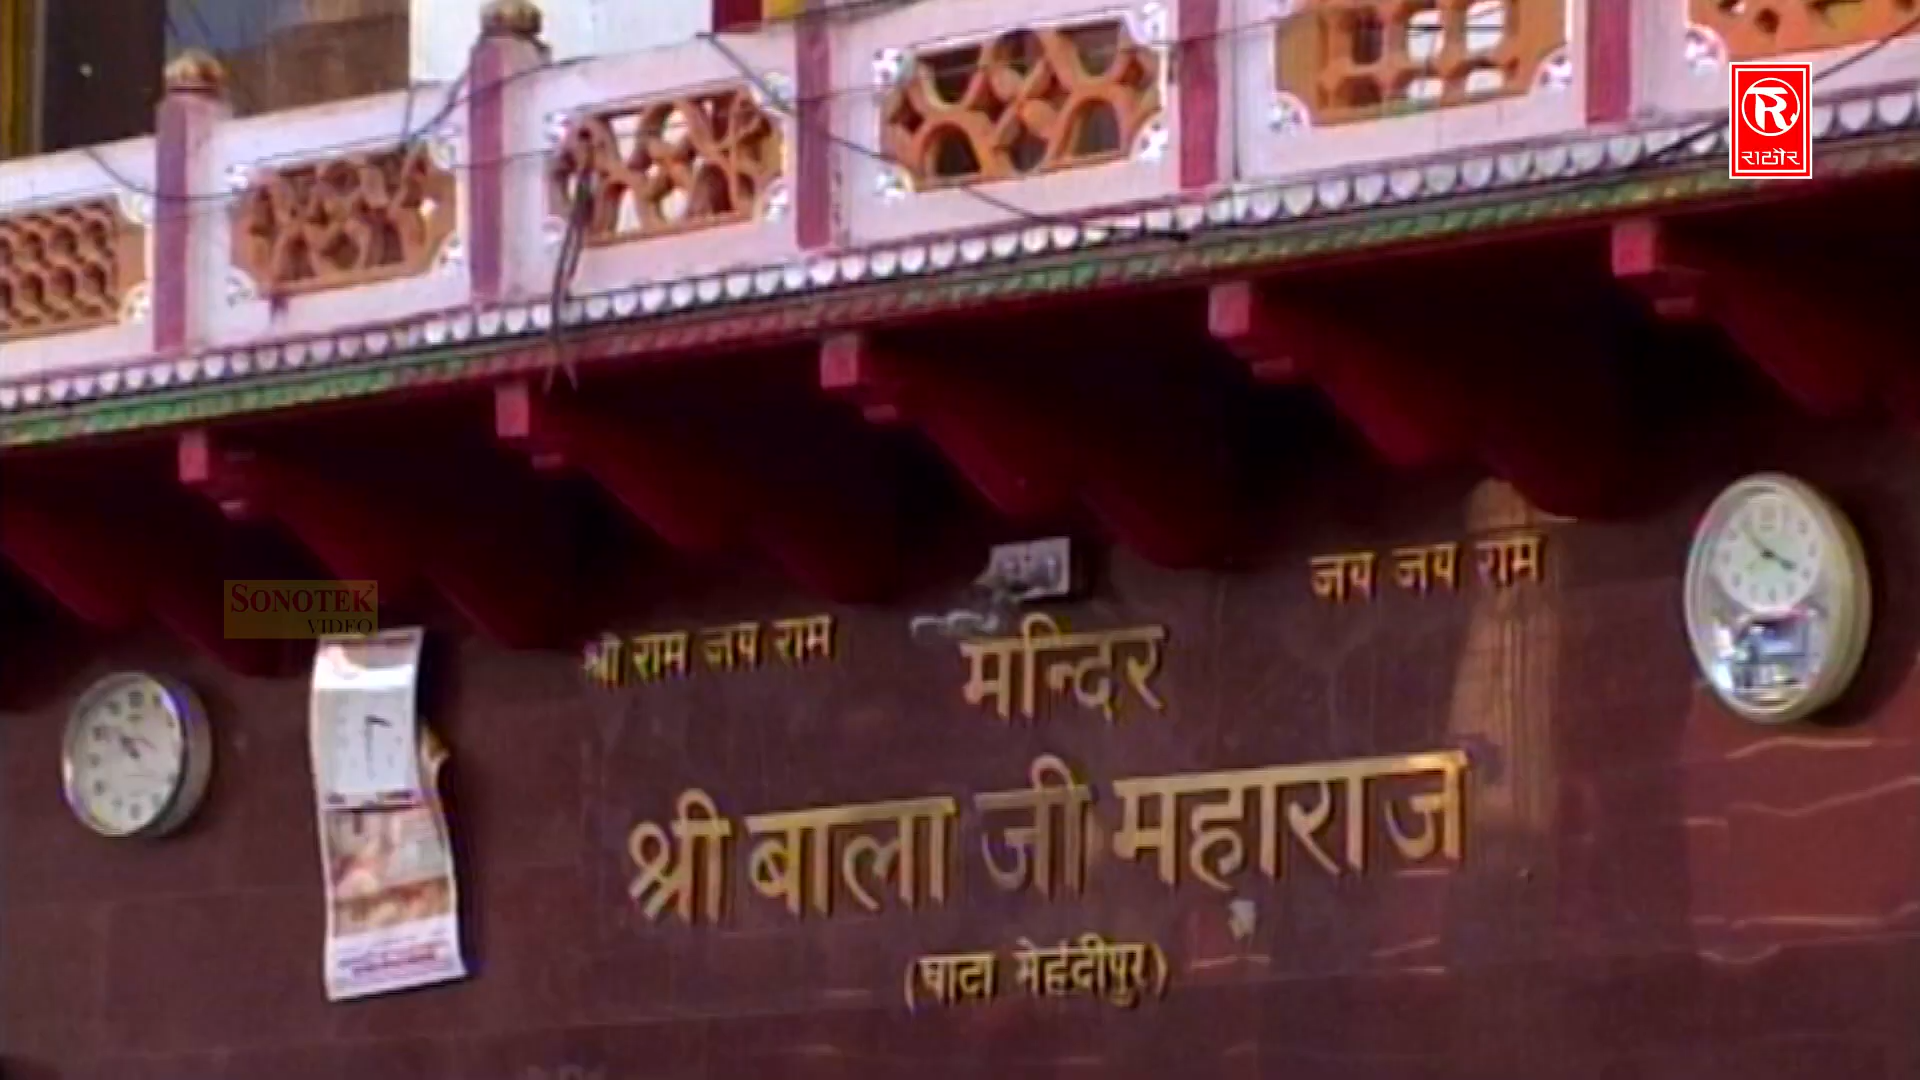 राठौर
SONOTEK
VIDEO
श्री राम जय राम
जय जय राम
मन्दिर
श्री बाला जी महाराज
(घाटा मेहंदीपुर)